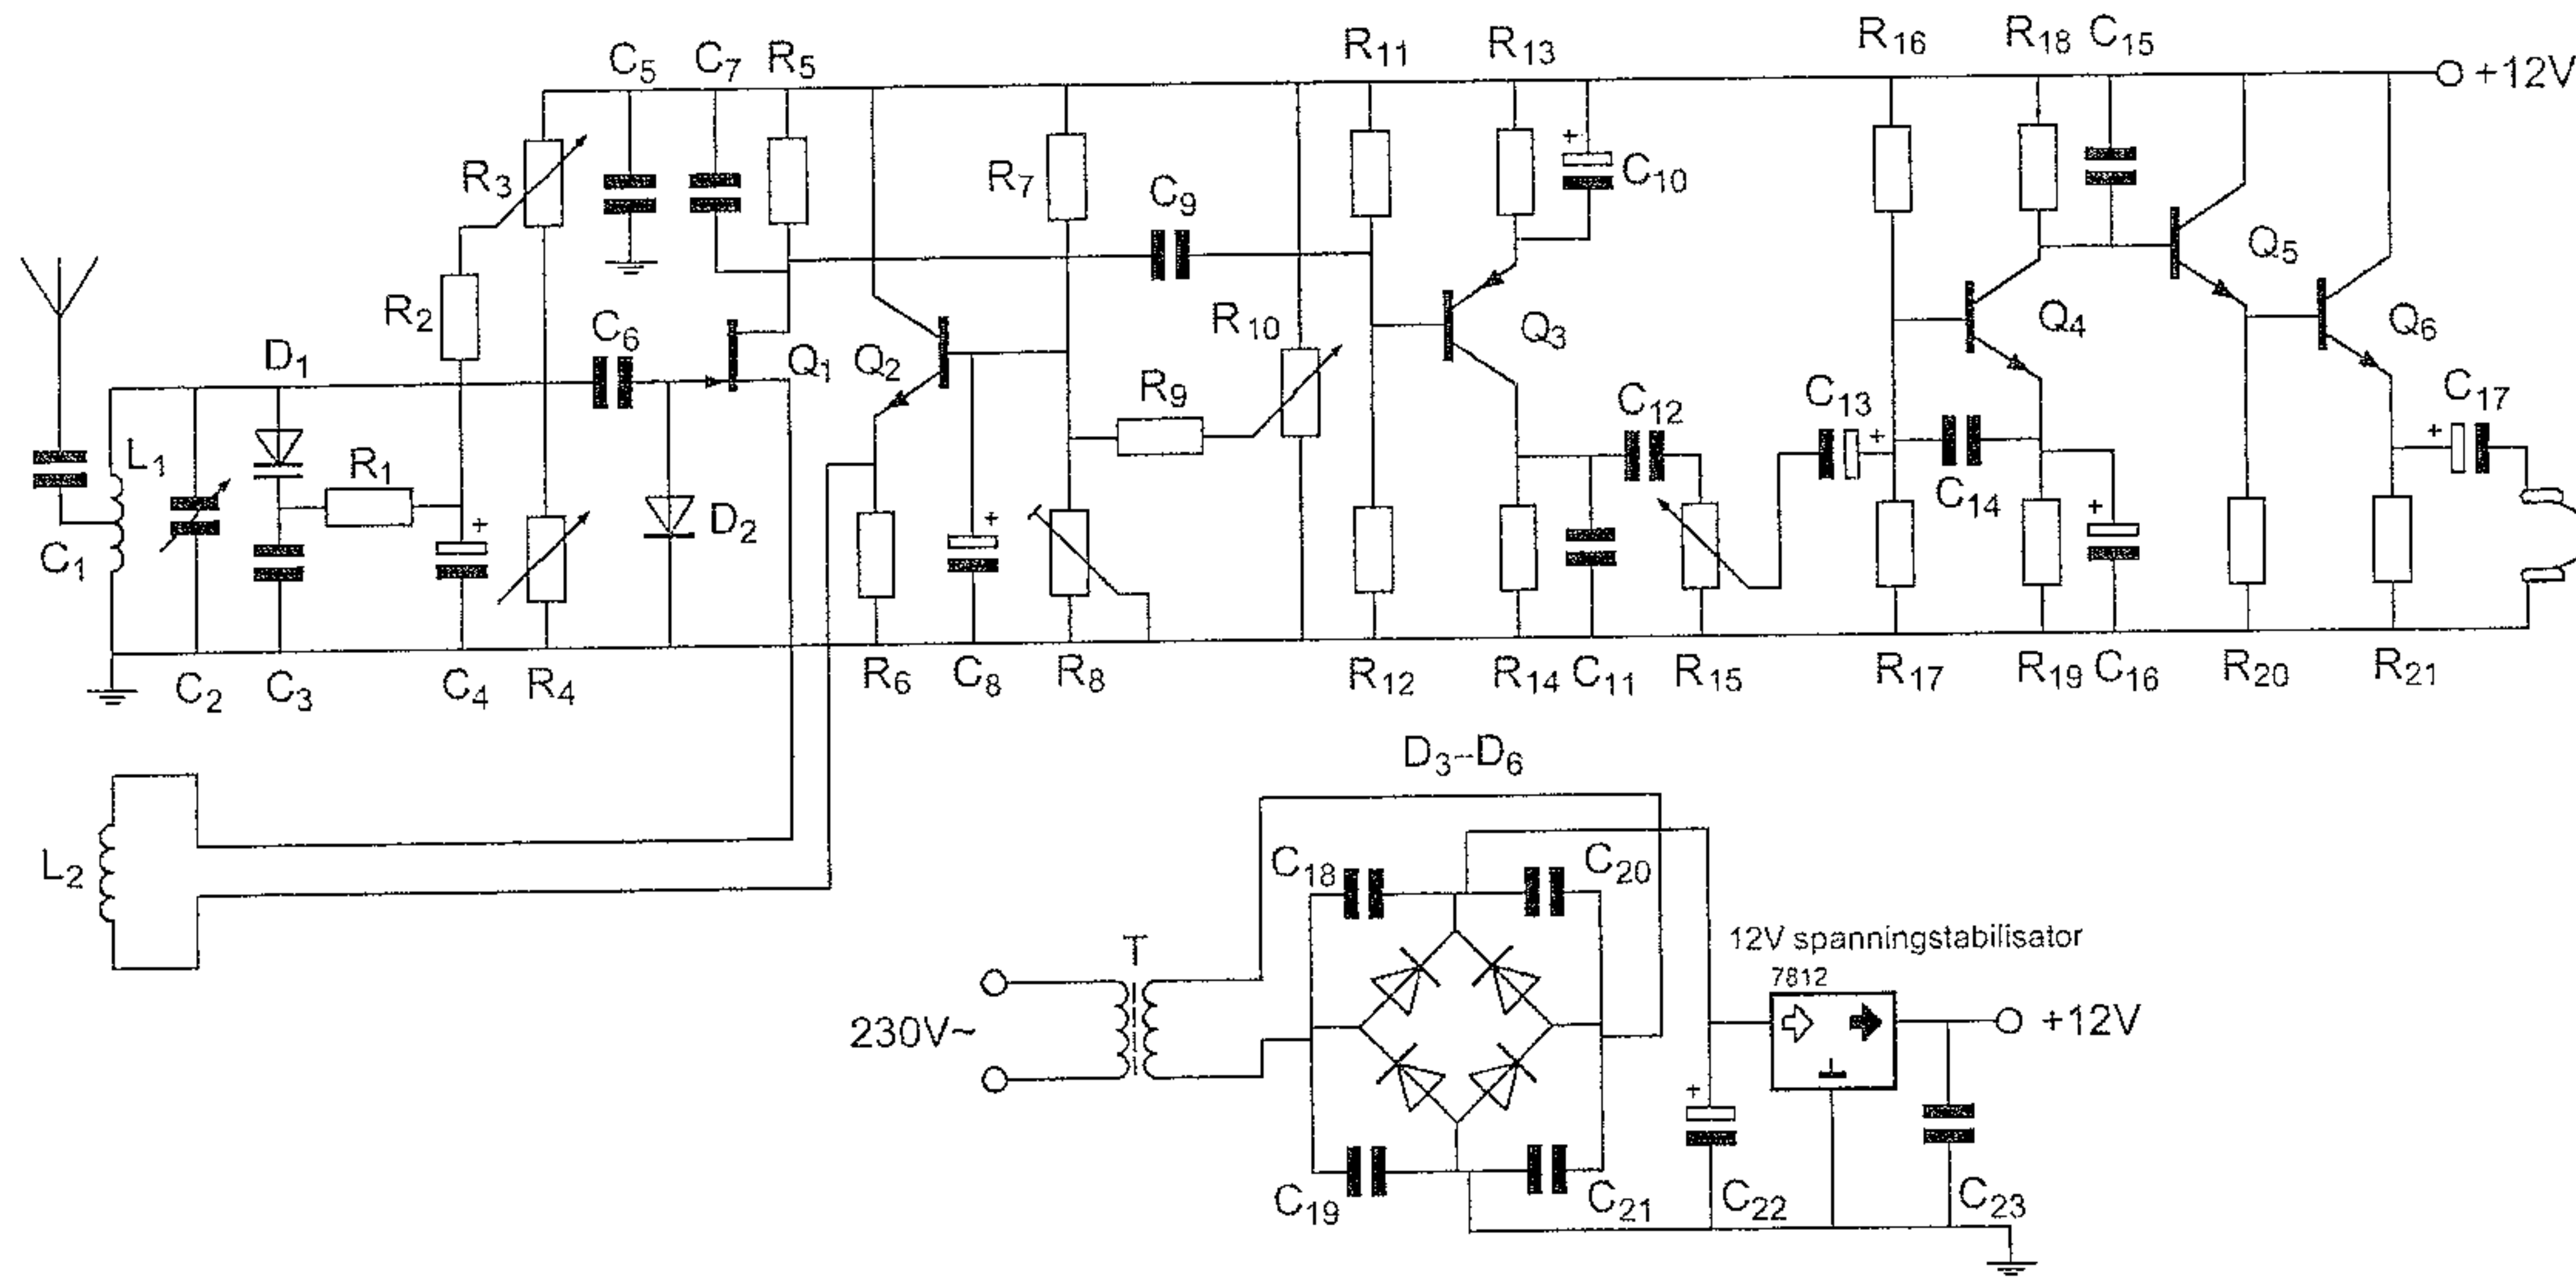 C5 C7 R5 R11 R13 R16 R18 C15
+12V
R3 R7 C9 + C10
R2 C6 Q1 Q2 R10 Q3 Q4 Q5 Q6
D1 R9 C12 C13 + C17 +
L1 R1 + D2 + C14 +
C1
C2 C3 C4 R4 R6 C8 R8 R12 R14 C11 R15 R17 R19 C16 R20 R21
D3-D6
L2 C18 C20
T 12V spanningstabilisator
7812
230V~ +12V
+
C19 C21 C22 C23